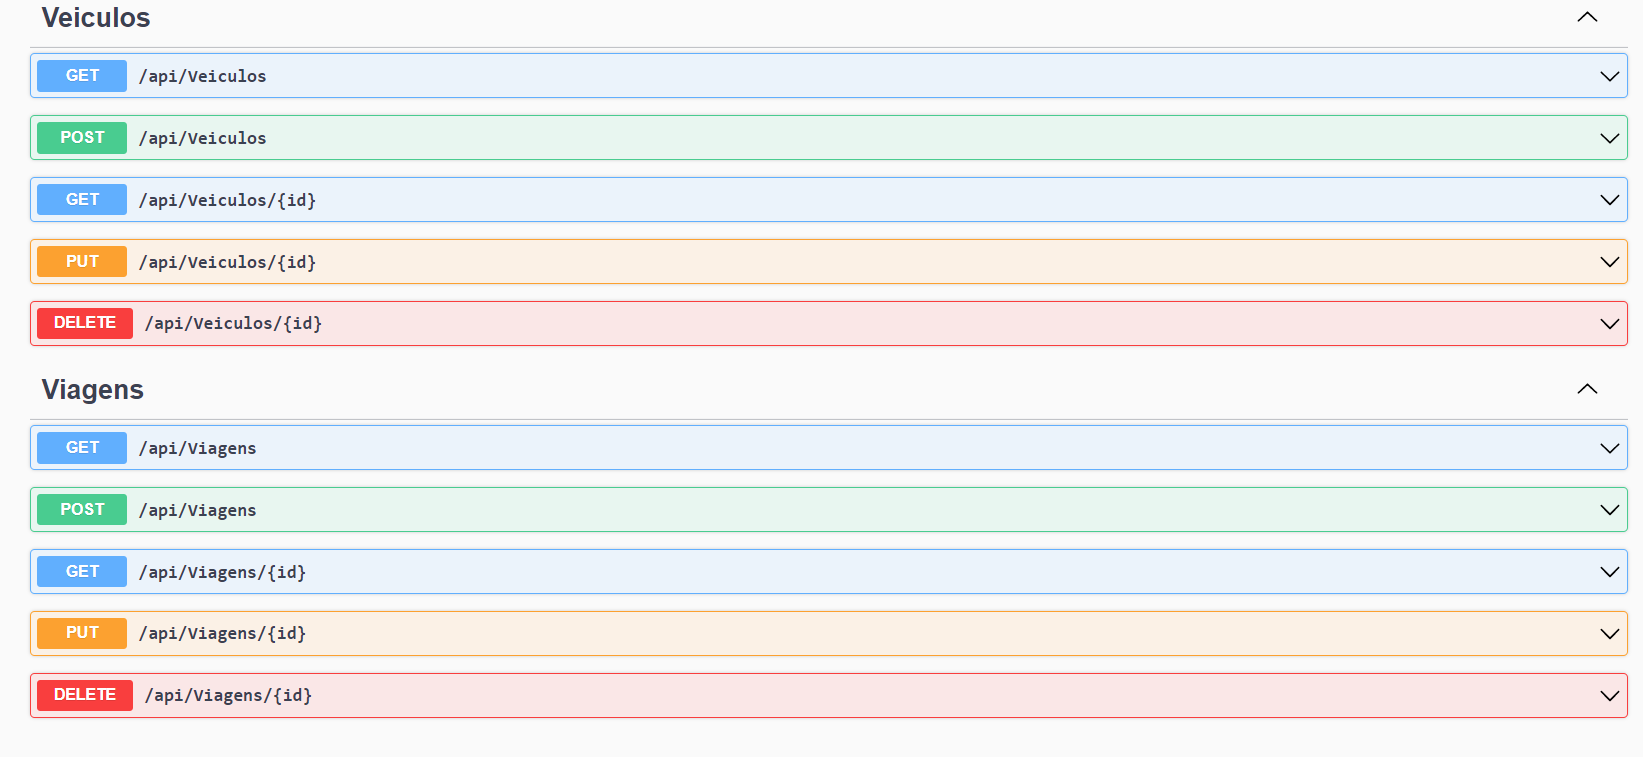 Veiculos
GET /api/Veiculos
POST /api/Veiculos
GET /api/Veiculos/{id}
PUT /api/Veiculos/{id}
DELETE /api/Veiculos/{id}
Viagens
GET /api/Viagens
POST /api/Viagens
GET /api/Viagens/{id}
PUT /api/Viagens/{id}
DELETE /api/Viagens/{id}